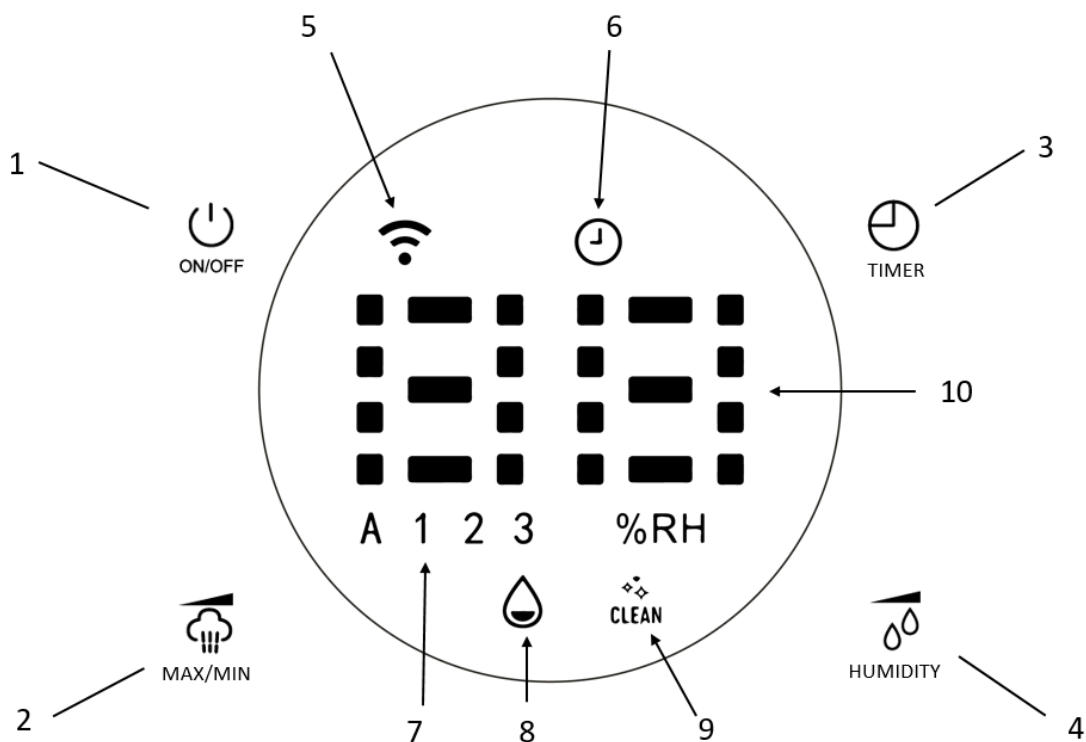 5 6
1 3
ON/OFF
TIMER
10
A 1 2 3 %RH
CLEAN
MAX/MIN HUMIDITY
2 7 8 9 4